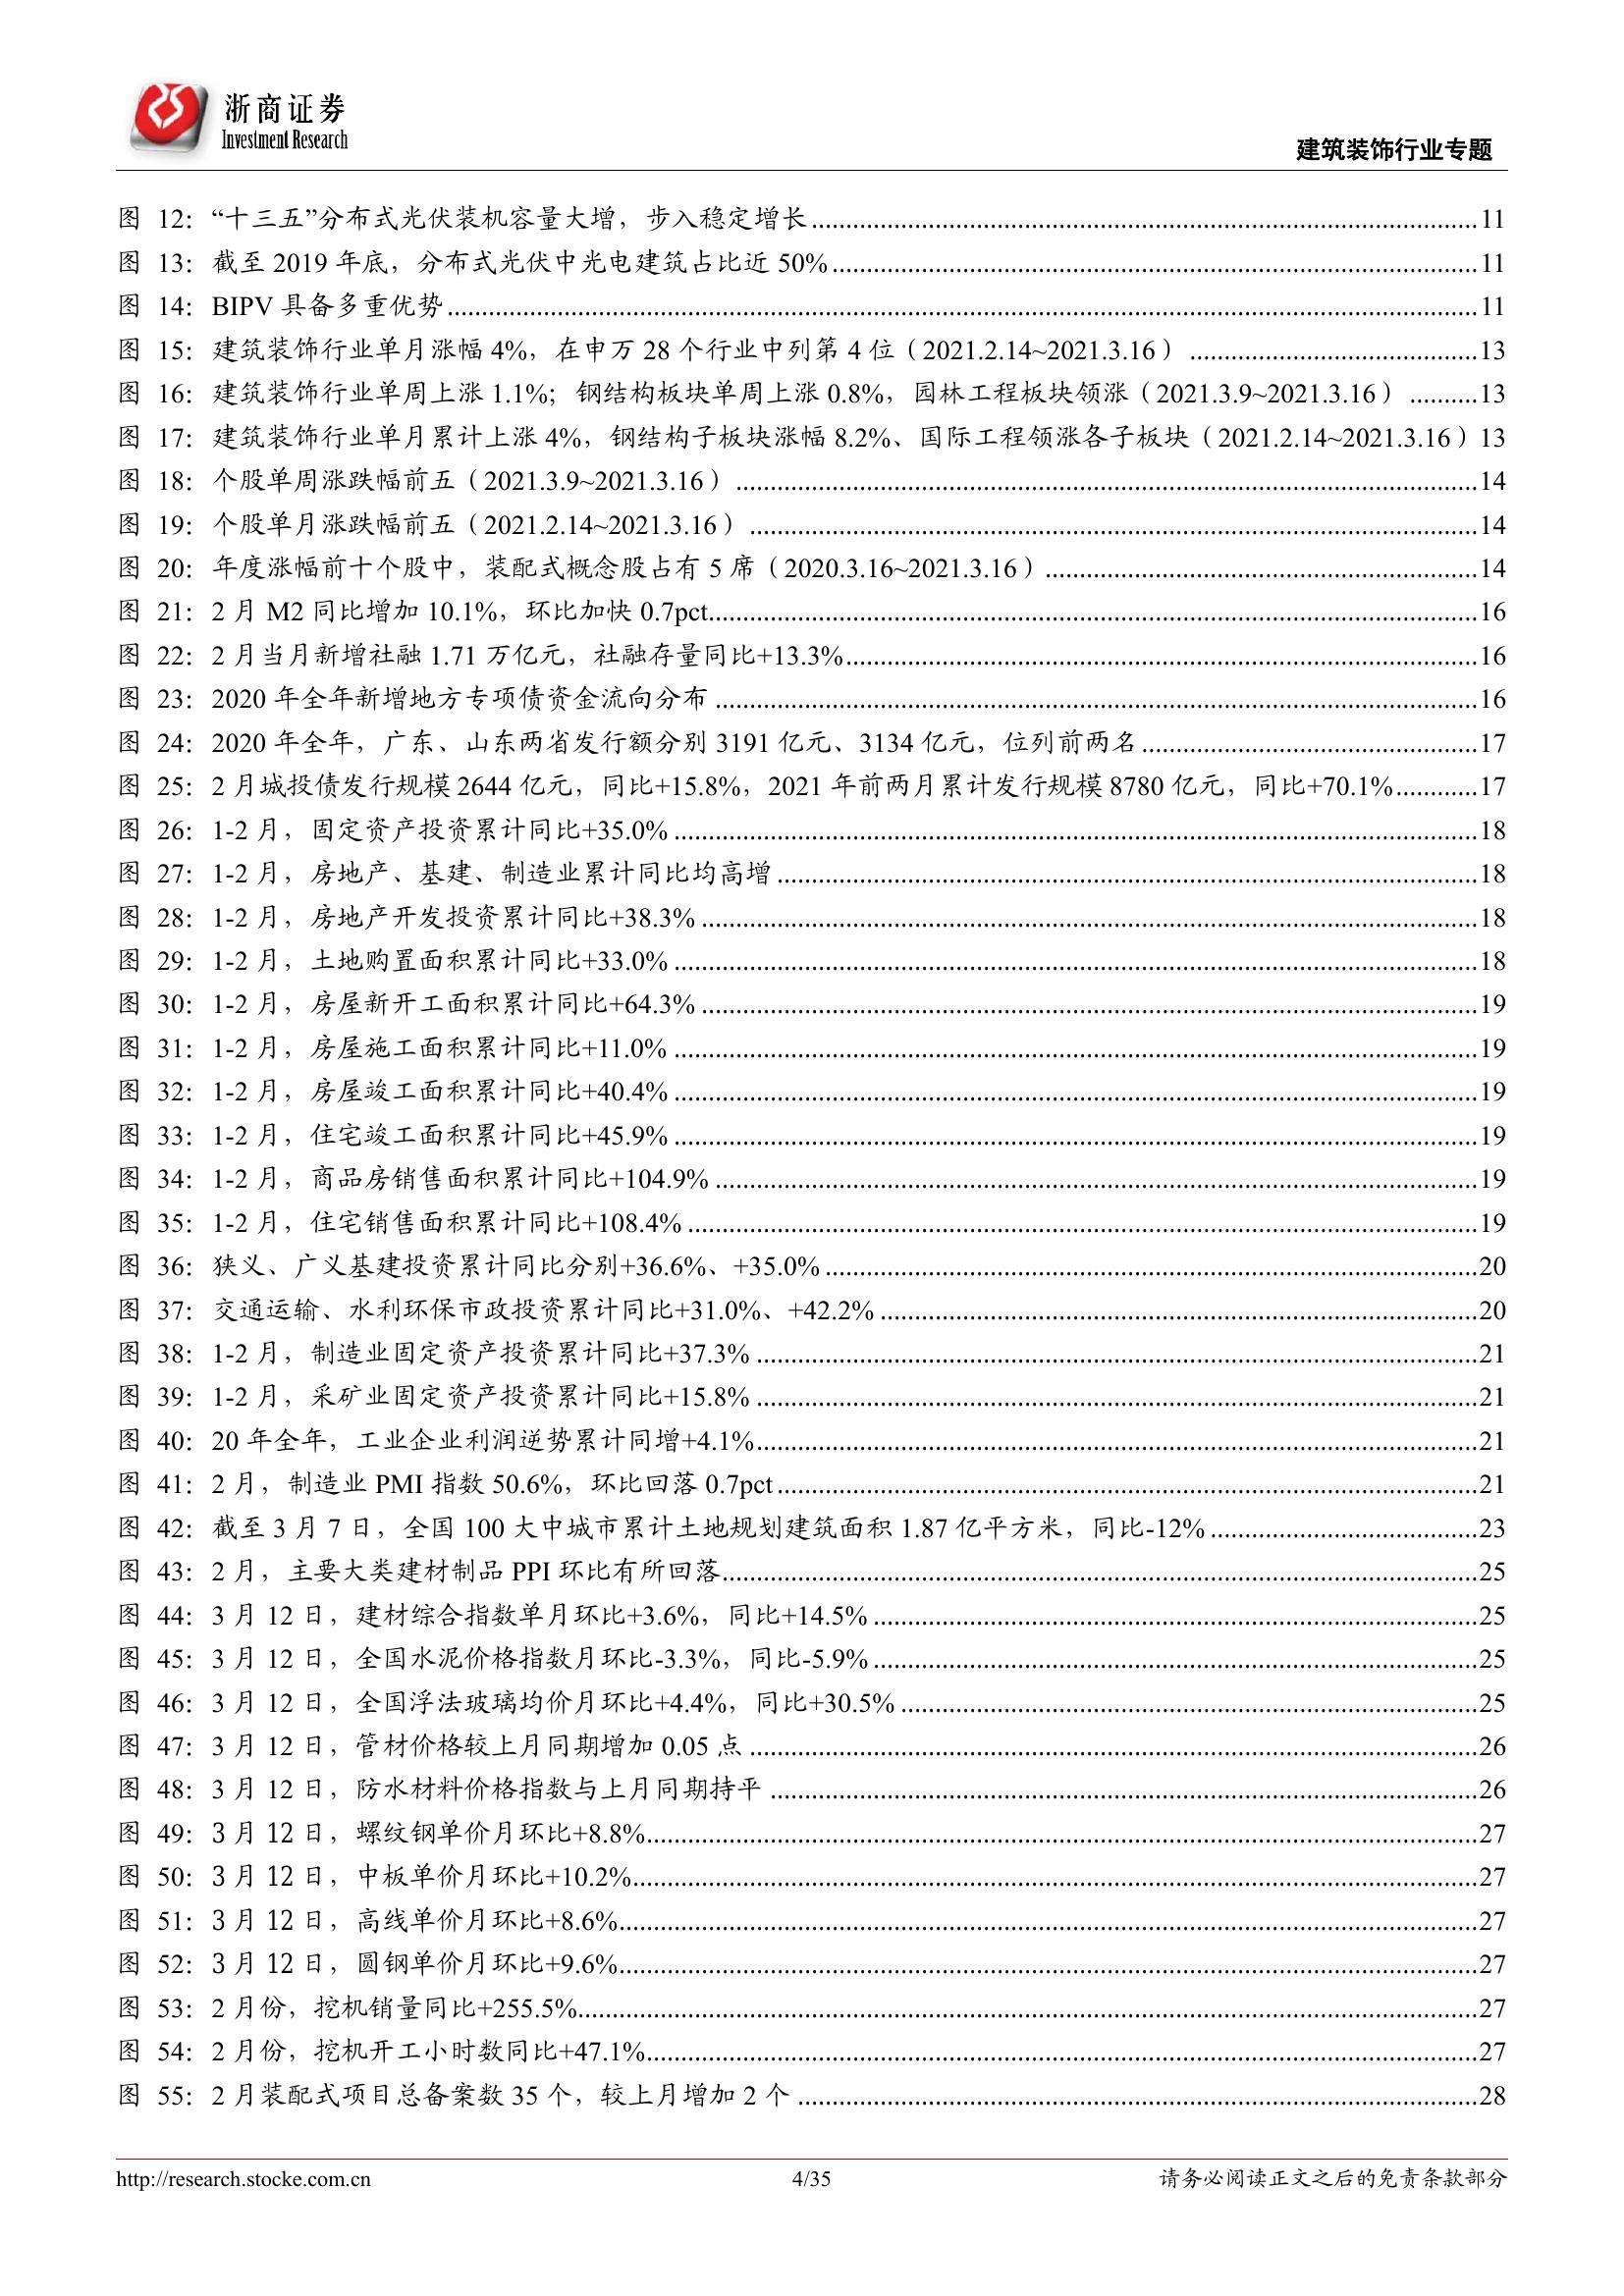 浙商证券
Investment Research
建筑装饰行业专题
图 12：“十三五”分布式光伏装机容量大增，步入稳定增长......11
图 13：截至 2019 年底，分布式光伏中光电建筑占比近 50%......11
图 14：BIPV 具备多重优势......11
图 15：建筑装饰行业单月涨幅 4%，在申万 28 个行业中列第 4 位（2021.2.14~2021.3.16）......13
图 16：建筑装饰行业单周上涨 1.1%；钢结构板块单周上涨 0.8%，园林工程板块领涨（2021.3.9~2021.3.16）......13
图 17：建筑装饰行业单月累计上涨 4%，钢结构子板块涨幅 8.2%、国际工程领涨各子板块（2021.2.14~2021.3.16）13
图 18：个股单周涨跌幅前五（2021.3.9~2021.3.16）......14
图 19：个股单月涨跌幅前五（2021.2.14~2021.3.16）......14
图 20：年度涨幅前十个股中，装配式概念股占有 5 席（2020.3.16~2021.3.16）......14
图 21：2 月 M2 同比增加 10.1%，环比加快 0.7pct......16
图 22：2 月当月新增社融 1.71 万亿元，社融存量同比+13.3%......16
图 23：2020 年全年新增地方专项债资金流向分布......16
图 24：2020 年全年，广东、山东两省发行额分别 3191 亿元、3134 亿元，位列前两名......17
图 25：2 月城投债发行规模 2644 亿元，同比+15.8%，2021 年前两月累计发行规模 8780 亿元，同比+70.1%......17
图 26：1-2 月，固定资产投资累计同比+35.0%......18
图 27：1-2 月，房地产、基建、制造业累计同比均高增......18
图 28：1-2 月，房地产开发投资累计同比+38.3%......18
图 29：1-2 月，土地购置面积累计同比+33.0%......18
图 30：1-2 月，房屋新开工面积累计同比+64.3%......19
图 31：1-2 月，房屋施工面积累计同比+11.0%......19
图 32：1-2 月，房屋竣工面积累计同比+40.4%......19
图 33：1-2 月，住宅竣工面积累计同比+45.9%......19
图 34：1-2 月，商品房销售面积累计同比+104.9%......19
图 35：1-2 月，住宅销售面积累计同比+108.4%......19
图 36：狭义、广义基建投资累计同比分别+36.6%、+35.0%......20
图 37：交通运输、水利环保市政投资累计同比+31.0%、+42.2%......20
图 38：1-2 月，制造业固定资产投资累计同比+37.3%......21
图 39：1-2 月，采矿业固定资产投资累计同比+15.8%......21
图 40：20 年全年，工业企业利润逆势累计同增+4.1%......21
图 41：2 月，制造业 PMI 指数 50.6%，环比回落 0.7pct......21
图 42：截至 3 月 7 日，全国 100 大中城市累计土地规划建筑面积 1.87 亿平方米，同比-12%......23
图 43：2 月，主要大类建材制品 PPI 环比有所回落......25
图 44：3 月 12 日，建材综合指数单月环比+3.6%，同比+14.5%......25
图 45：3 月 12 日，全国水泥价格指数月环比-3.3%，同比-5.9%......25
图 46：3 月 12 日，全国浮法玻璃均价月环比+4.4%，同比+30.5%......25
图 47：3 月 12 日，管材价格较上月同期增加 0.05 点......26
图 48：3 月 12 日，防水材料价格指数与上月同期持平......26
图 49：3 月 12 日，螺纹钢单价月环比+8.8%......27
图 50：3 月 12 日，中板单价月环比+10.2%......27
图 51：3 月 12 日，高线单价月环比+8.6%......27
图 52：3 月 12 日，圆钢单价月环比+9.6%......27
图 53：2 月份，挖机销量同比+255.5%......27
图 54：2 月份，挖机开工小时数同比+47.1%......27
图 55：2 月装配式项目总备案数 35 个，较上月增加 2 个......28
http://research.stocke.com.cn 4/35 请务必阅读正文之后的免责条款部分